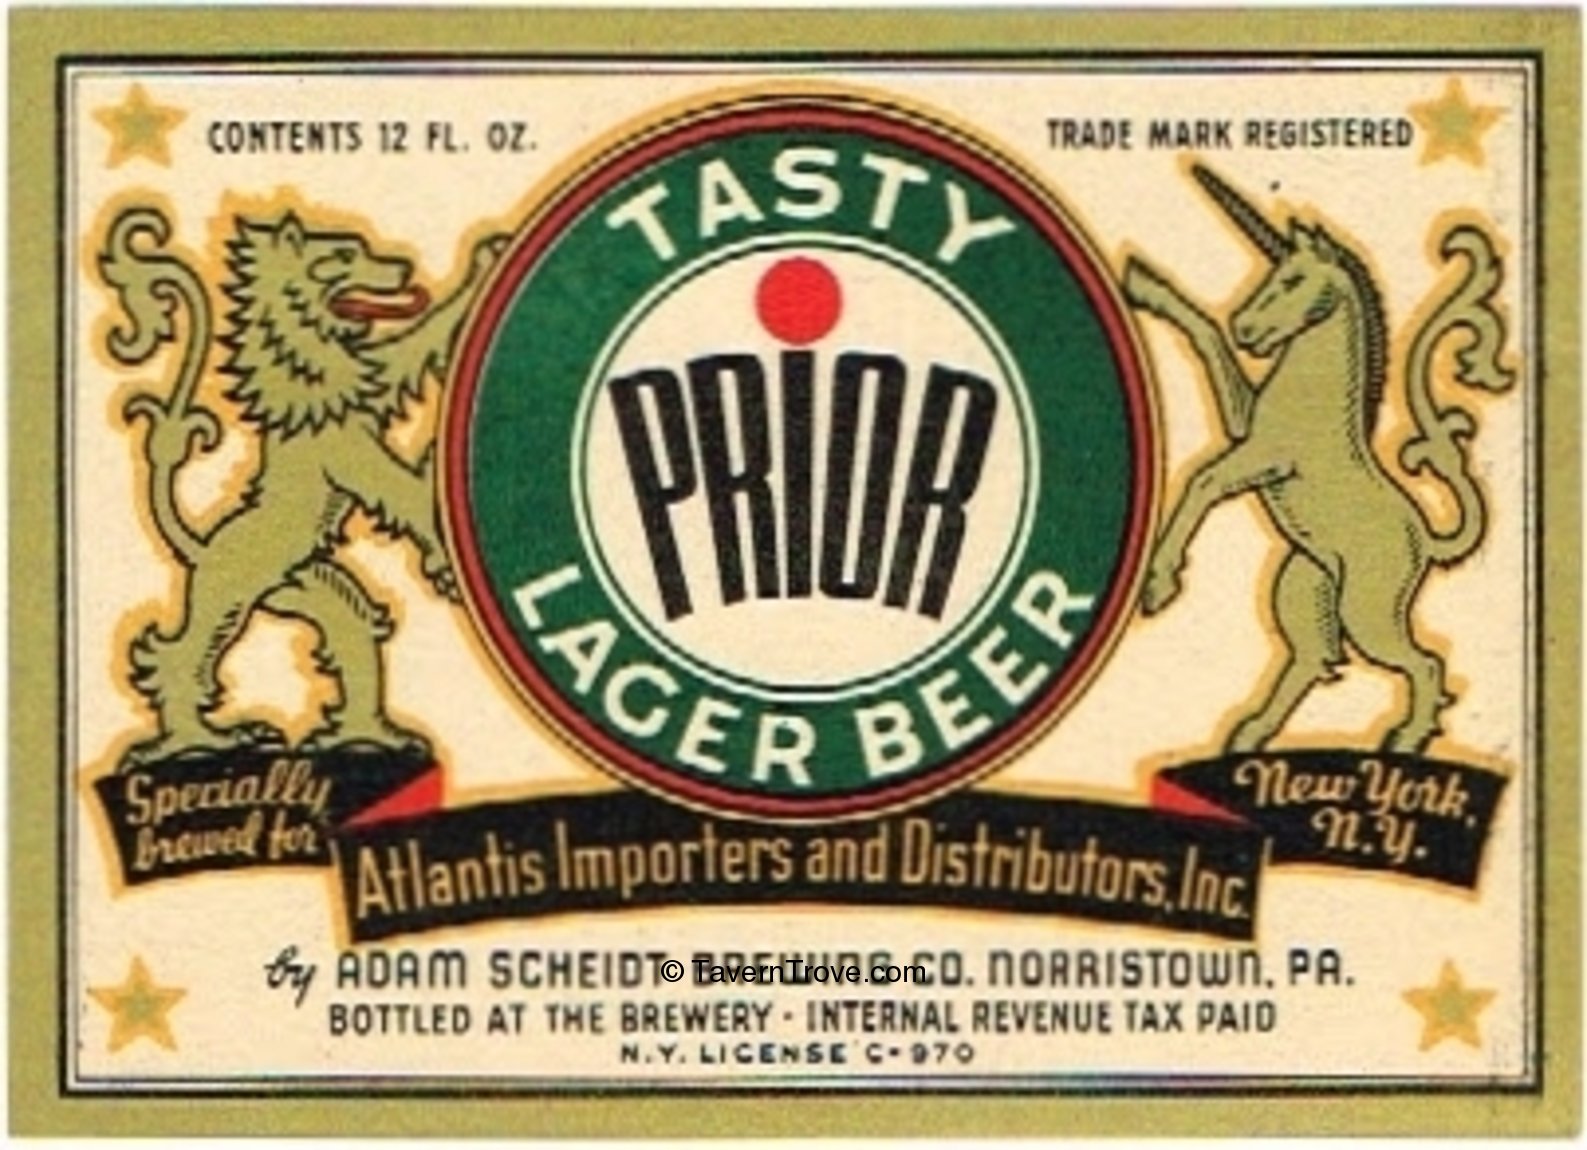 CONTENTS 12 FL. OZ.
TRADE MARK REGISTERED
TASTY
PRIOR
LAGER BEER
Specially
brewed for
Atlantis Importers and Distributors, Inc.
New York,
N.Y.
by ADAM SCHEIDT BREWING CO. NORRISTOWN, PA.
© TavernTrove.com
BOTTLED AT THE BREWERY - INTERNAL REVENUE TAX PAID
N.Y. LICENSE C-970